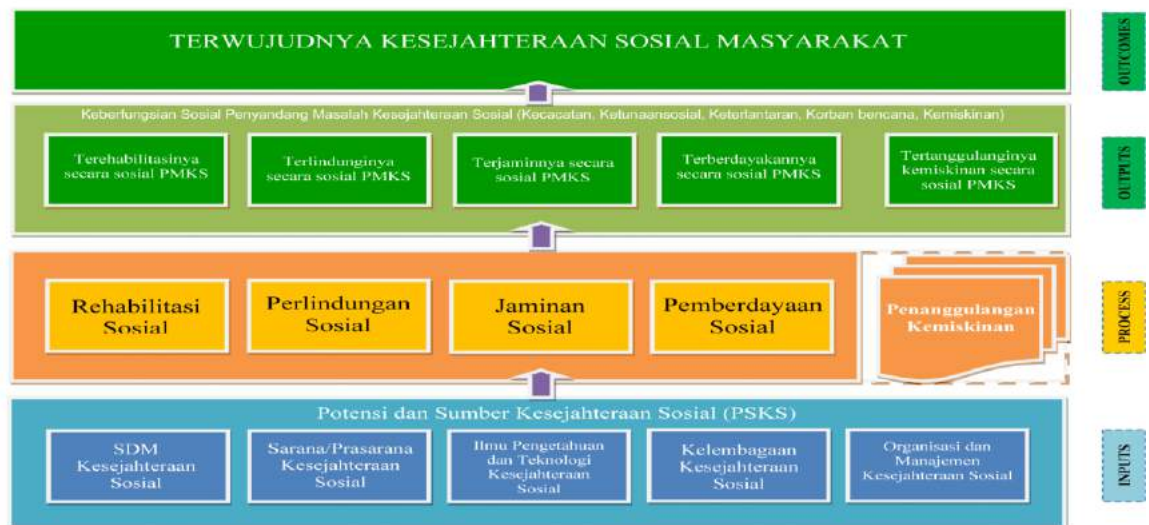 TERWUJUDNYA KESEJAHTERAAN SOSIAL MASYARAKAT
OUTCOMES
Keberfungsian Sosial Penyandang Masalah Kesejahteraan Sosial (Kecacatan, Ketunaansosial, Keterlantaran, Korban bencana, Kemiskinan)
Terehabilitasinya
secara sosial PMKS
Terlindunginya
secara sosial PMKS
Terjaminnya secara
sosial PMKS
Terberdayakannya
secara sosial PMKS
Tertanggulanginya
kemiskinan secara
sosial PMKS
OUTPUTS
Rehabilitasi
Sosial
Perlindungan
Sosial
Jaminan
Sosial
Pemberdayaan
Sosial
Penanggulangan
Kemiskinan
PROCESS
Potensi dan Sumber Kesejahteraan Sosial (PSKS)
SDM
Kesejahteraan
Sosial
Sarana/Prasarana
Kesejahteraan
Sosial
Ilmu Pengetahuan
dan Teknologi
Kesejahteraan
Sosial
Kelembagaan
Kesejahteraan
Sosial
Organisasi dan
Manajemen
Kesejahteraan Sosial
INPUTS